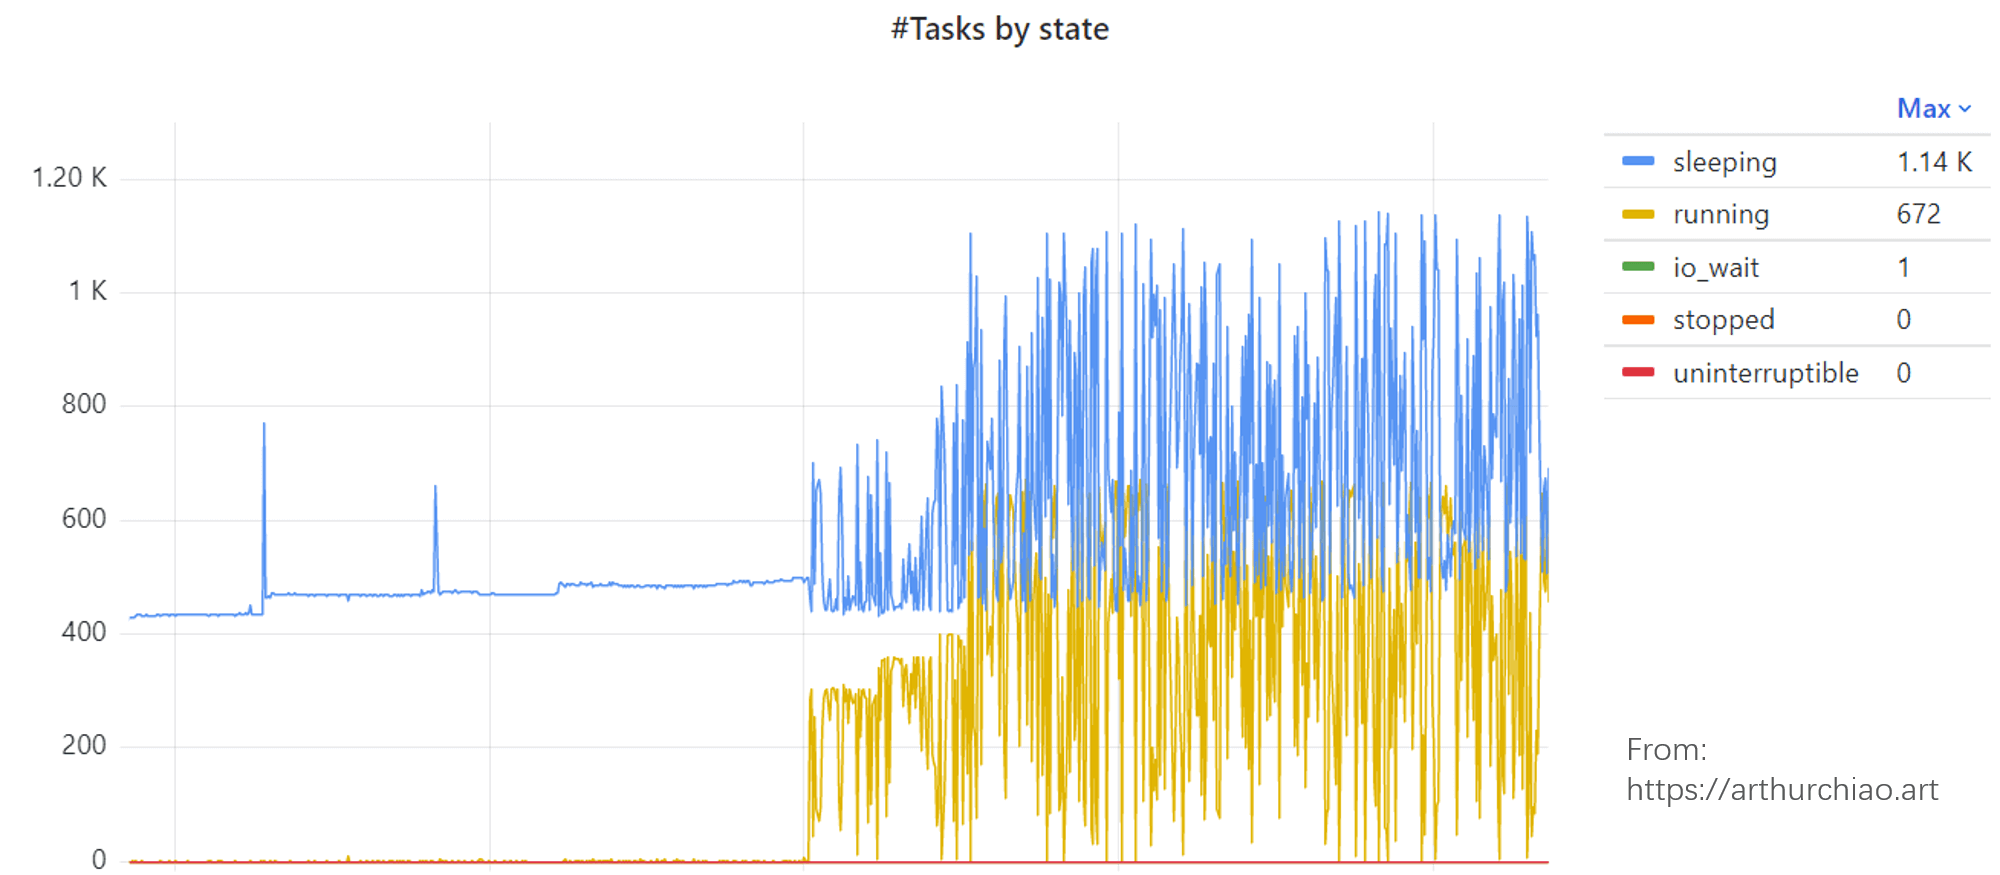 #Tasks by state
Max
1.20 K
1 K
800
600
400
200
0
sleeping 1.14 K
running 672
io_wait 1
stopped 0
uninterruptible 0
From:
https://arthurchiao.art